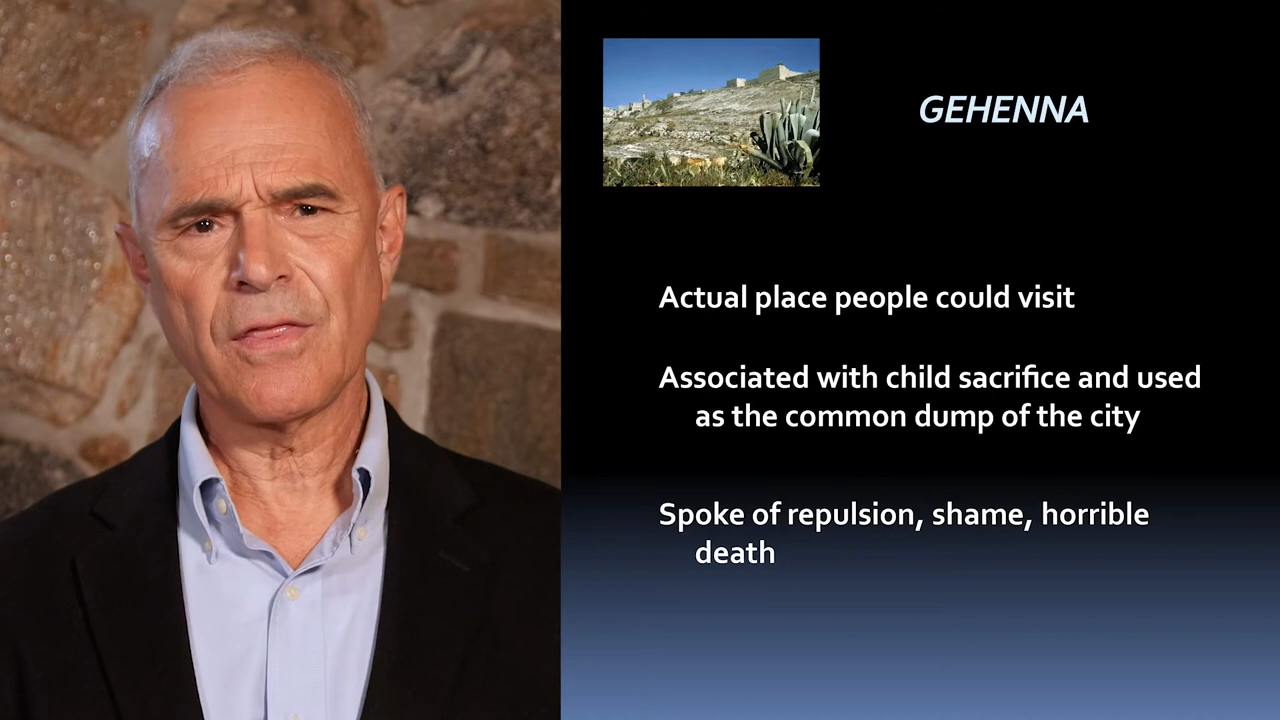 GEHENNA
Actual place people could visit
Associated with child sacrifice and used
as the common dump of the city
Spoke of repulsion, shame, horrible
death